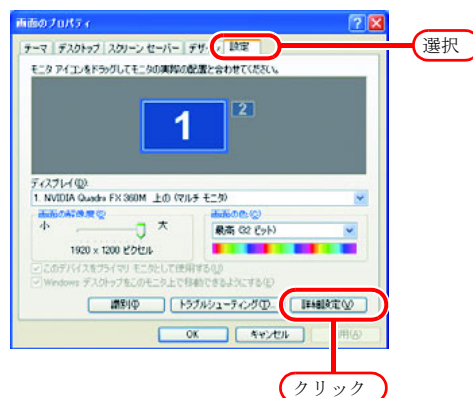 画面のプロパティ
テーマ デスクトップ スクリーン セーバー デザイン 設定
選択
モニタ アイコンをドラッグしてモニタの実際の配置と合わせてください。
1 2
ディスプレイ(D):
1. NVIDIA Quadro FX 360M 上の (マルチ モニタ)
画面の解像度(S) 画面の色(C)
小 大 最高 (32 ビット)
1920 x 1200 ピクセル
このデバイスをプライマリ モニタとして使用する(U)
Windows デスクトップをこのモニタ上で移動できるようにする(E)
識別(I) トラブルシューティング(T)... 詳細設定(V)
OK キャンセル 用(A)
クリック